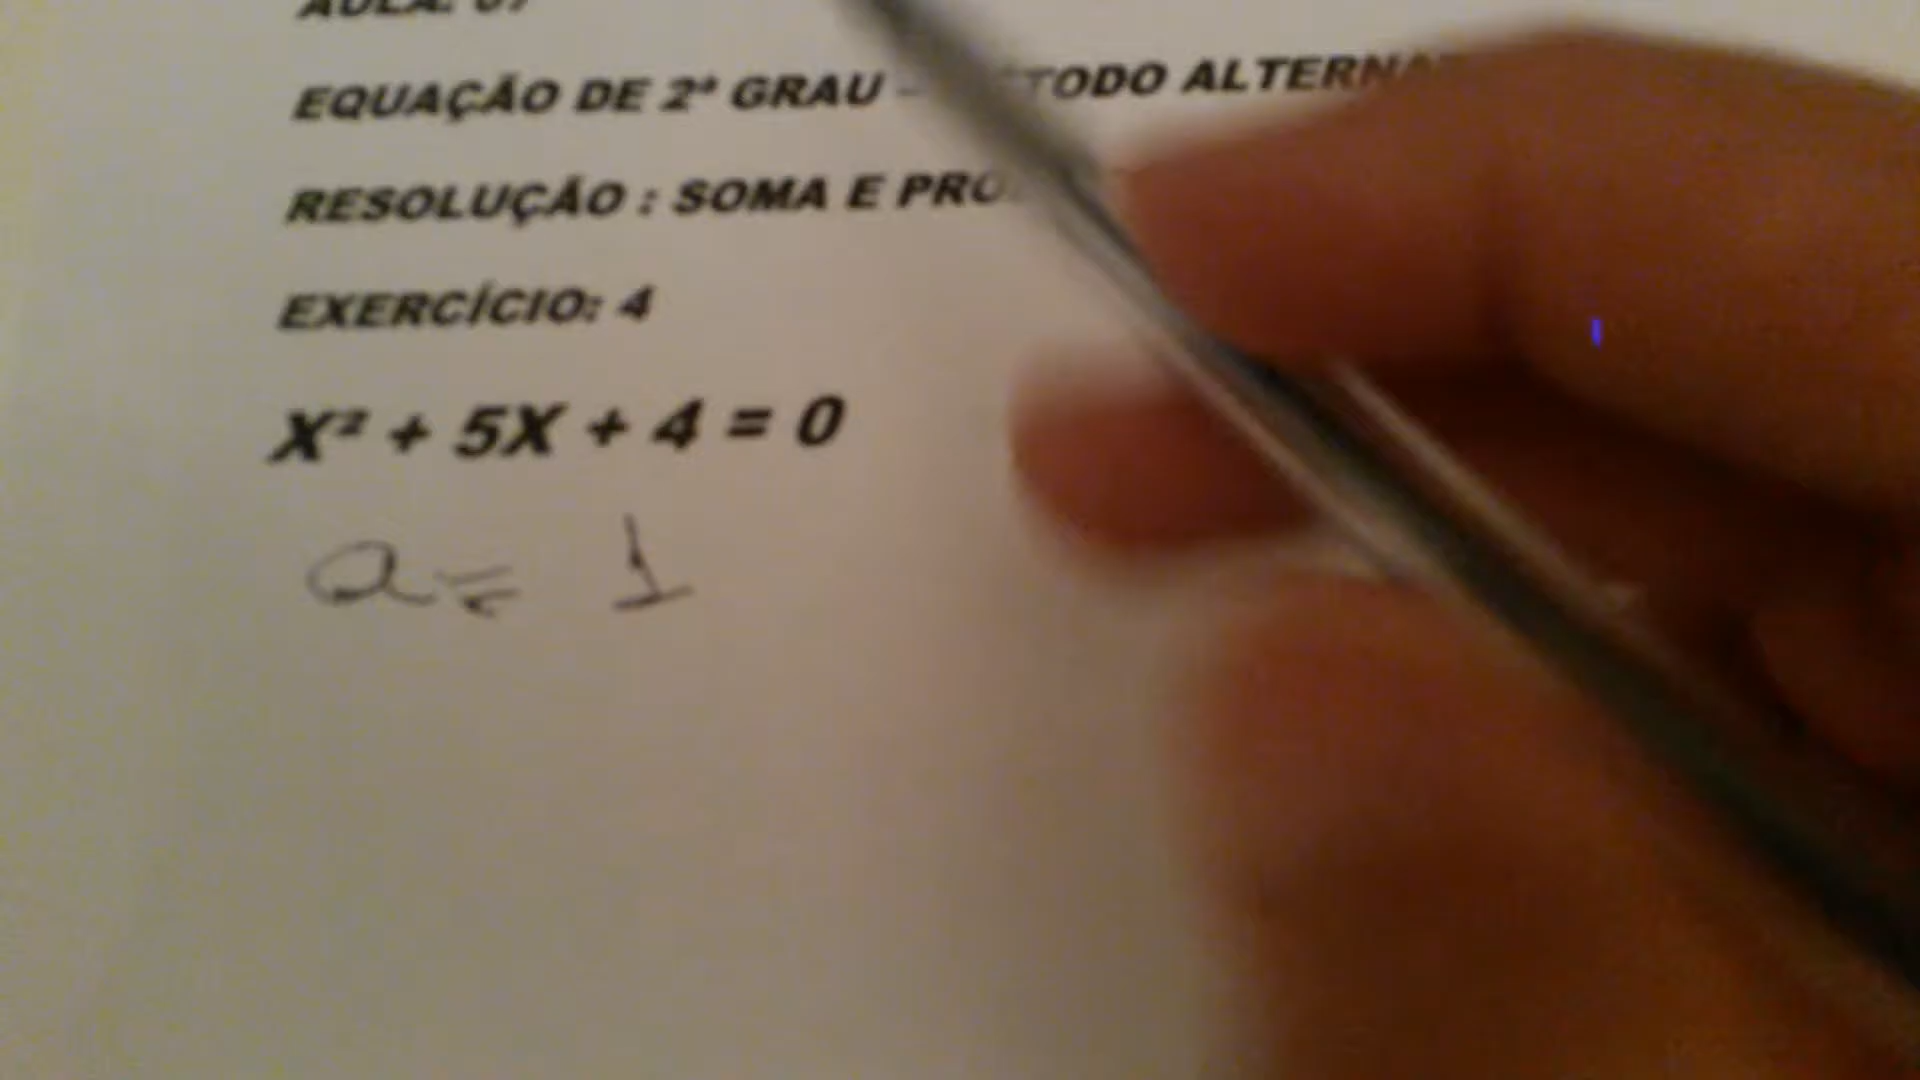 EQUAÇÃO DE 2ª GRAU -
RESOLUÇÃO : SOMA E
EXERCÍCIO: 4
X² + 5X + 4 = 0
a = 1